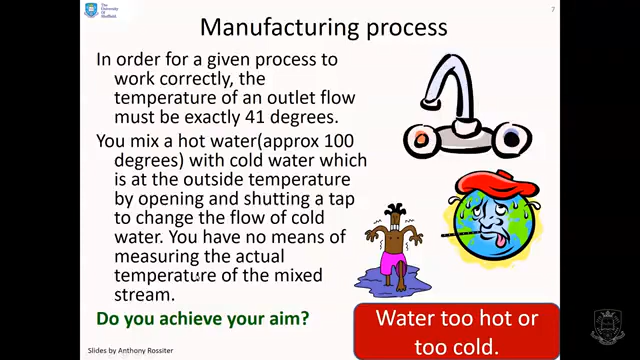 The
University
Of
Sheffield.
7
Manufacturing process
In order for a given process to
work correctly, the
temperature of an outlet flow
must be exactly 41 degrees.
You mix a hot water(approx 100
degrees) with cold water which
is at the outside temperature
by opening and shutting a tap
to change the flow of cold
water. You have no means of
measuring the actual
temperature of the mixed
stream.
Do you achieve your aim?
Water too hot or
too cold.
Slides by Anthony Rossiter